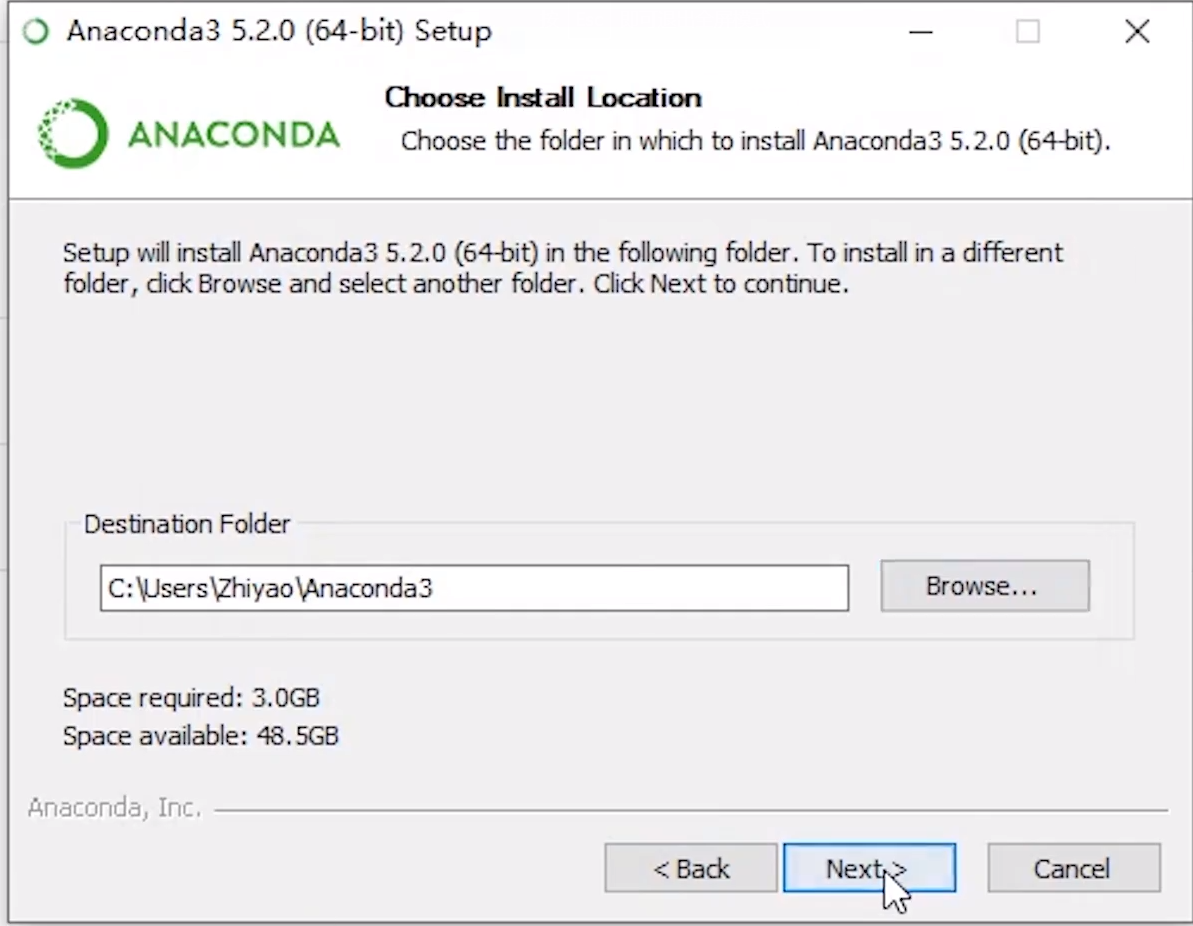 Anaconda3 5.2.0 (64-bit) Setup
ANACONDA
Choose Install Location
Choose the folder in which to install Anaconda3 5.2.0 (64-bit).
Setup will install Anaconda3 5.2.0 (64-bit) in the following folder. To install in a different
folder, click Browse and select another folder. Click Next to continue.
Destination Folder
C:\Users\Zhiyao\Anaconda3
Browse...
Space required: 3.0GB
Space available: 48.5GB
Anaconda, Inc.
< Back
Next >
Cancel